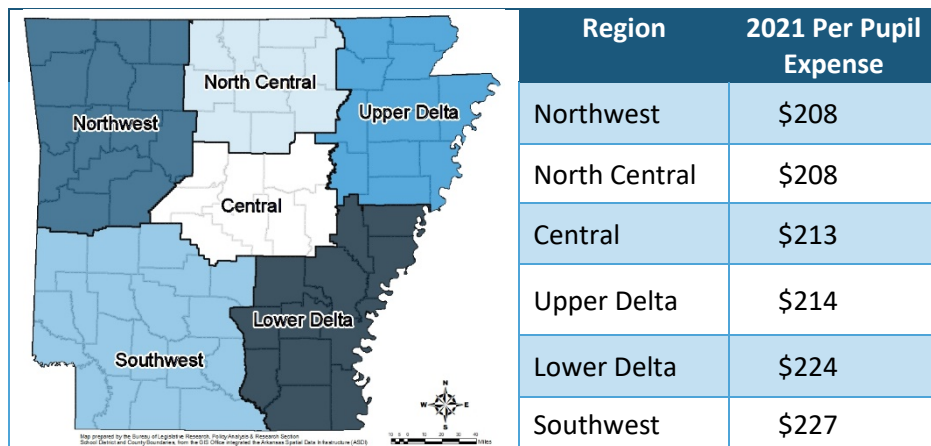 North Central
Upper Delta
Northwest
Central
Lower Delta
Southwest
N
W E
S
Map prepared by the Bureau of Legislative Research, Policy Analysis & Research Section
School District and County Boundaries, from the GIS Office integrated the Arkansas Spatial Data Infrastructure (ASDI)
Miles
Region 2021 Per Pupil
Expense
Northwest $208
North Central $208
Central $213
Upper Delta $214
Lower Delta $224
Southwest $227